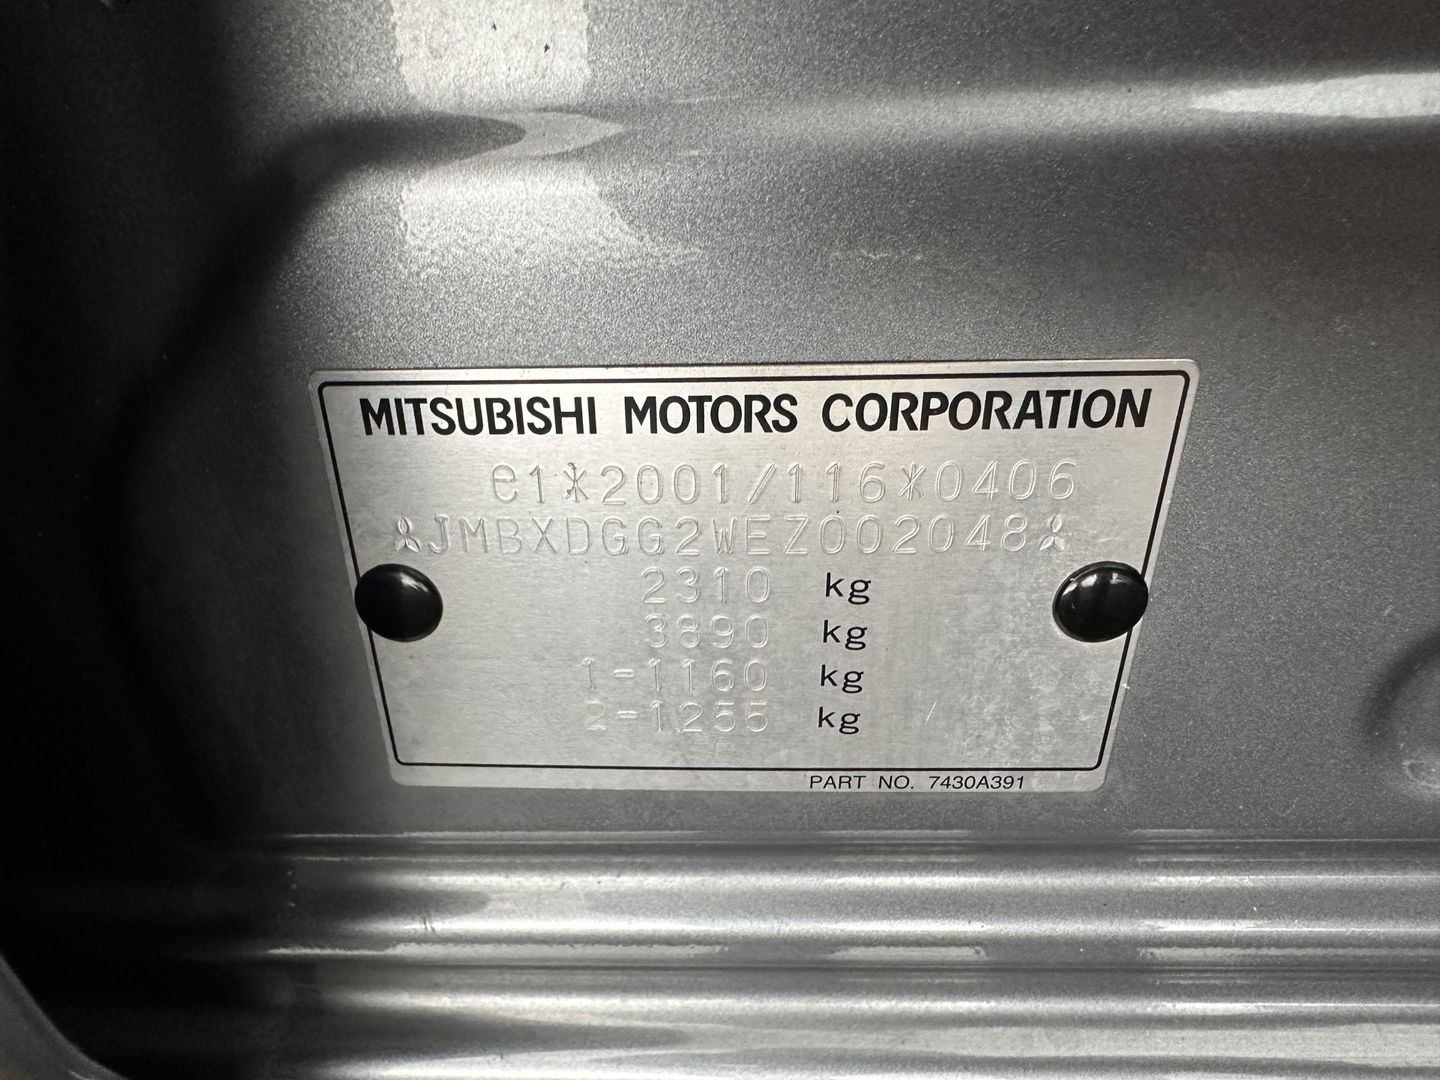 MITSUBISHI MOTORS CORPORATION
e1*2001/116*0406
JMBXDGG2WEZ002048
2310 kg
3890 kg
1-1160 kg
2-1255 kg
PART NO. 7430A391